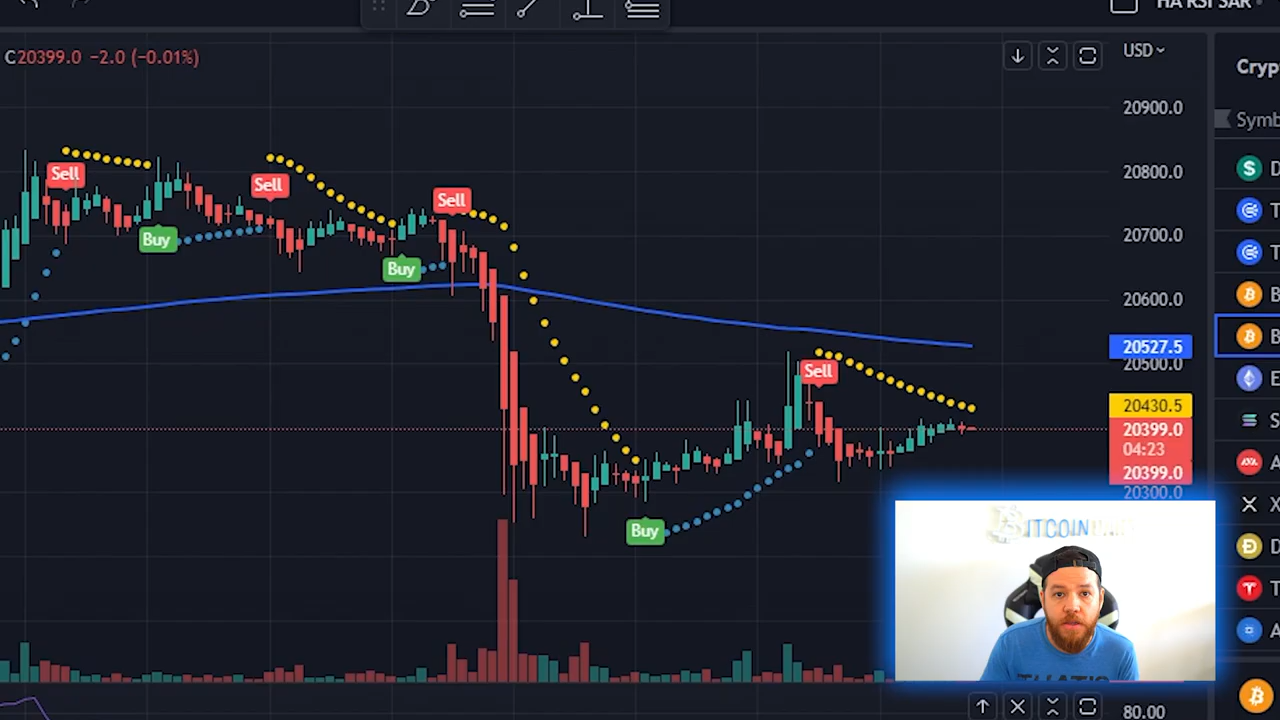 HA RSI SAR
C20399.0 −2.0 (−0.01%)
USD
Cryp
20900.0
Symb
Sell
20800.0
Sell
Sell
Buy
20700.0
Buy
20600.0
20527.5
20500.0
Sell
20430.5
20399.0
04:23
20399.0
20300.0
Buy
ITCOIN
THATIS
80.00